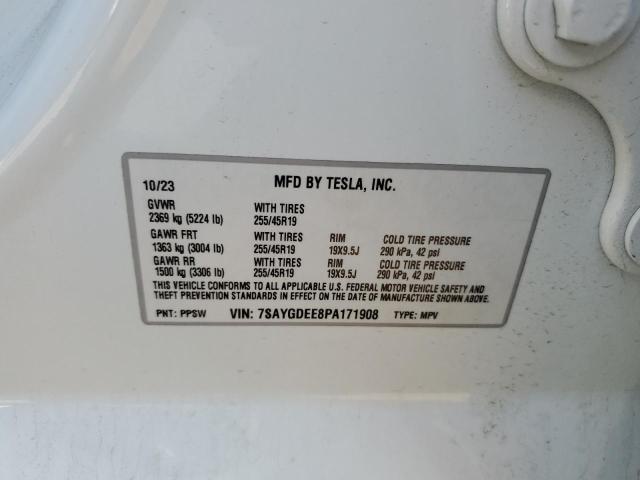 10/23 MFD BY TESLA, INC.
GVWR WITH TIRES
2369 kg (5224 lb) 255/45R19
GAWR FRT WITH TIRES RIM COLD TIRE PRESSURE
1363 kg (3004 lb) 255/45R19 19X9.5J 290 kPa, 42 psi
GAWR RR WITH TIRES RIM COLD TIRE PRESSURE
1500 kg (3306 lb) 255/45R19 19X9.5J 290 kPa, 42 psi
THIS VEHICLE CONFORMS TO ALL APPLICABLE U.S. FEDERAL MOTOR VEHICLE SAFETY AND
THEFT PREVENTION STANDARDS IN EFFECT ON THE DATE OF MANUFACTURE SHOWN ABOVE.
PNT: PPSW VIN: 7SAYGDEE8PA171908 TYPE: MPV